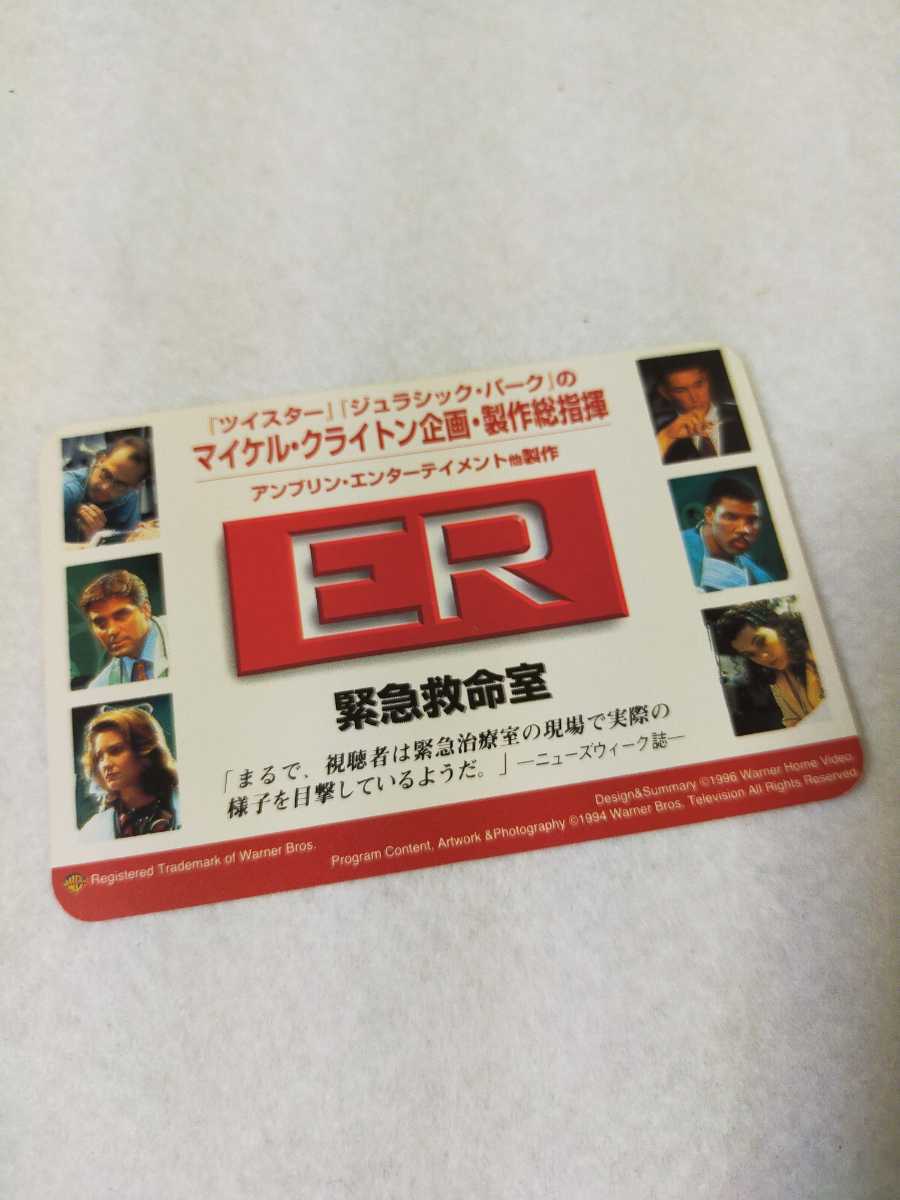 『ツイスター』『ジュラシック・パーク』の
マイケル・クライトン企画・製作総指揮
アンブリン・エンターテイメント他製作
ER
緊急救命室
「まるで、視聴者は緊急治療室の現場で実際の
様子を目撃しているようだ。」—ニューズウィーク誌—
Registered Trademark of Warner Bros.
Design&Summary ©1996 Warner Home Video.
Program Content, Artwork &Photography ©1994 Warner Bros. Television All Rights Reserved.